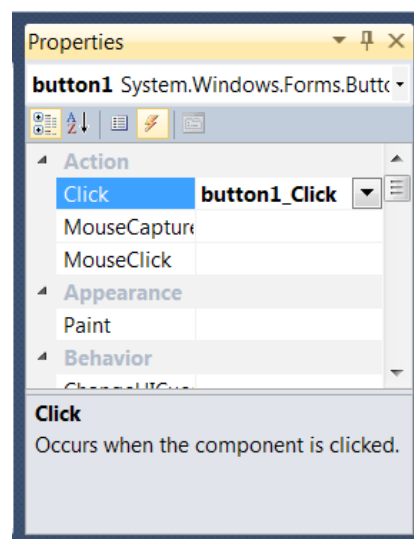 Properties
button1 System.Windows.Forms.Butt
Action
Click button1_Click
MouseCapture
MouseClick
Appearance
Paint
Behavior
Click
Occurs when the component is clicked.